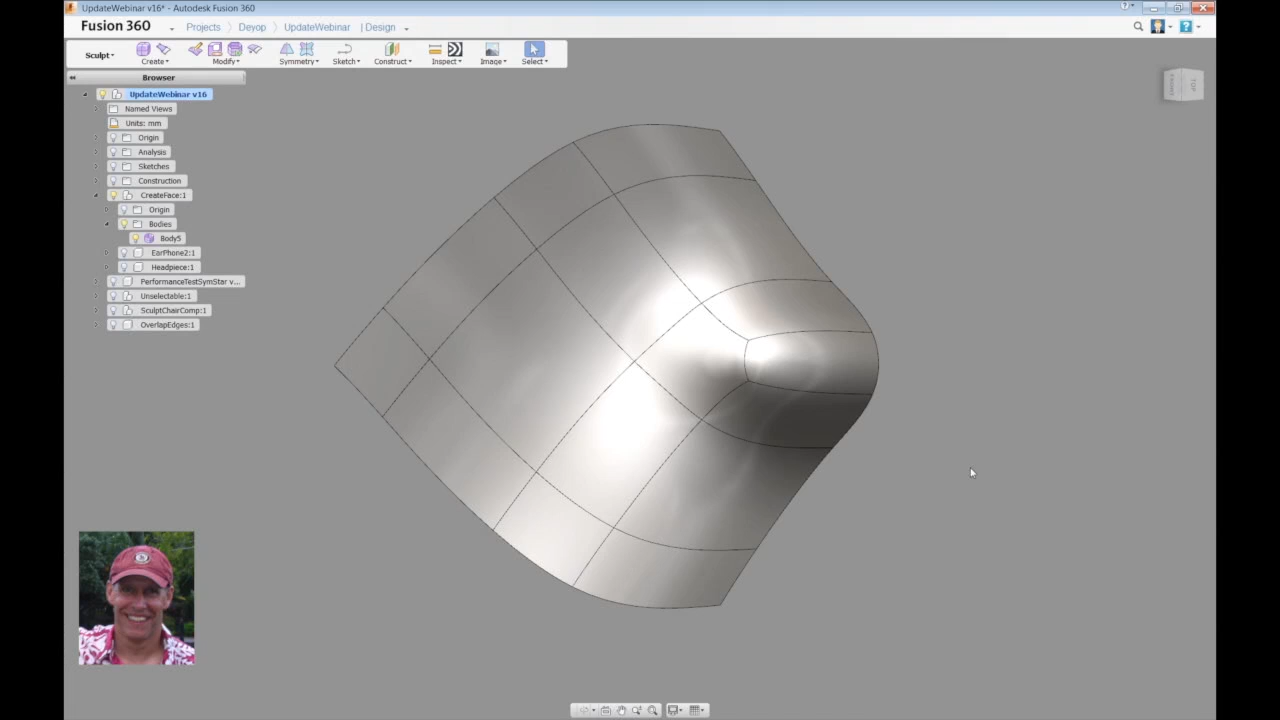 UpdateWebinar v16* - Autodesk Fusion 360
Fusion 360 Projects Deyop UpdateWebinar | Design
Sculpt Create Modify Symmetry Sketch Construct Inspect Image Select
Browser
UpdateWebinar v16
Named Views
Units: mm
Origin
Analysis
Sketches
Construction
CreateFace:1
Origin
Bodies
Body5
EarPhone2:1
Headpiece:1
PerformanceTestSymStar v...
Unselectable:1
SculptChairComp:1
OverlapEdges:1
TOP